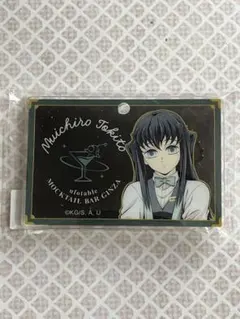 Muichiro Tokito
ufotable
MOCKTAIL BAR GINZA
©K.G/S, A, U